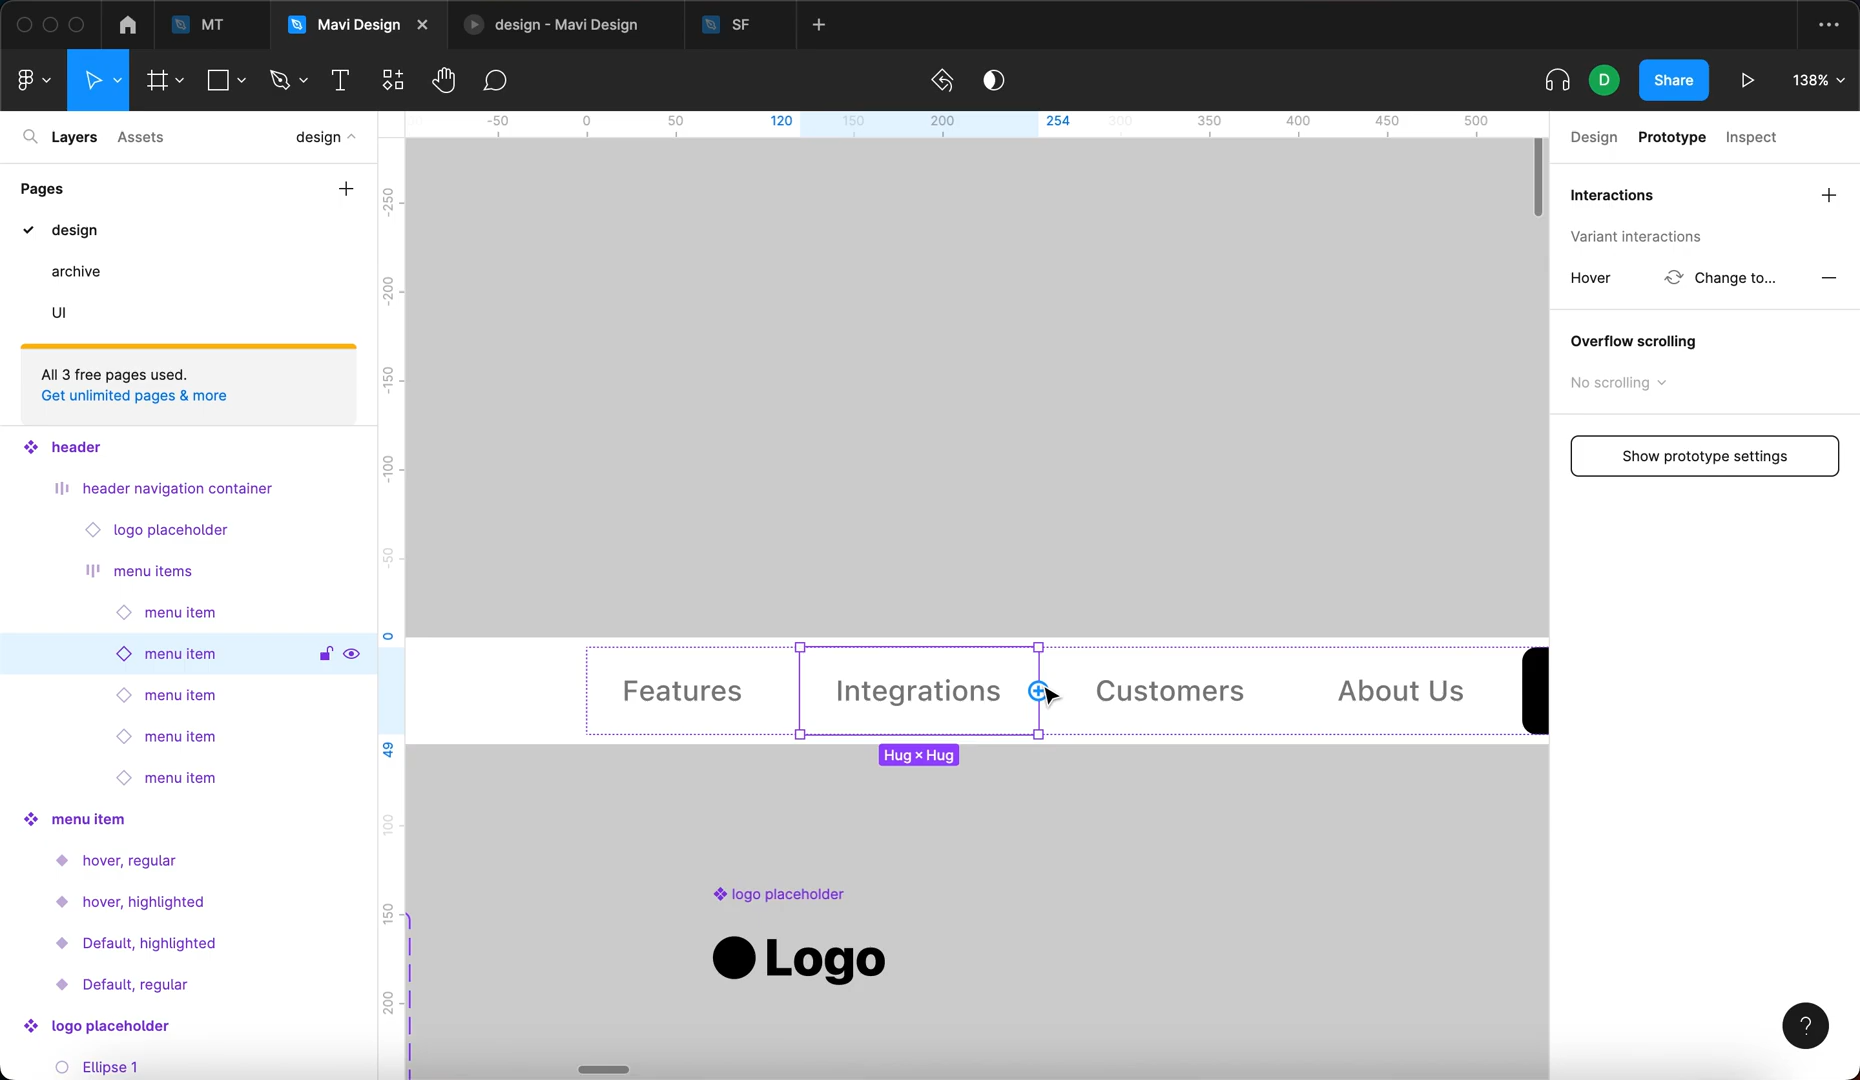 MT
Mavi Design
design - Mavi Design
SF
D
Share
138%
Layers
Assets
design
Pages
design
archive
UI
All 3 free pages used.
Get unlimited pages & more
header
header navigation container
logo placeholder
menu items
menu item
menu item
menu item
menu item
menu item
menu item
hover, regular
hover, highlighted
Default, highlighted
Default, regular
logo placeholder
Ellipse 1
-50
0
50
120
150
200
254
300
350
400
450
500
-250
-200
-150
-100
-50
0
49
100
150
200
Features
Integrations
Customers
About Us
Hug × Hug
logo placeholder
Logo
Design
Prototype
Inspect
Interactions
Variant interactions
Hover
Change to...
Overflow scrolling
No scrolling
Show prototype settings
?